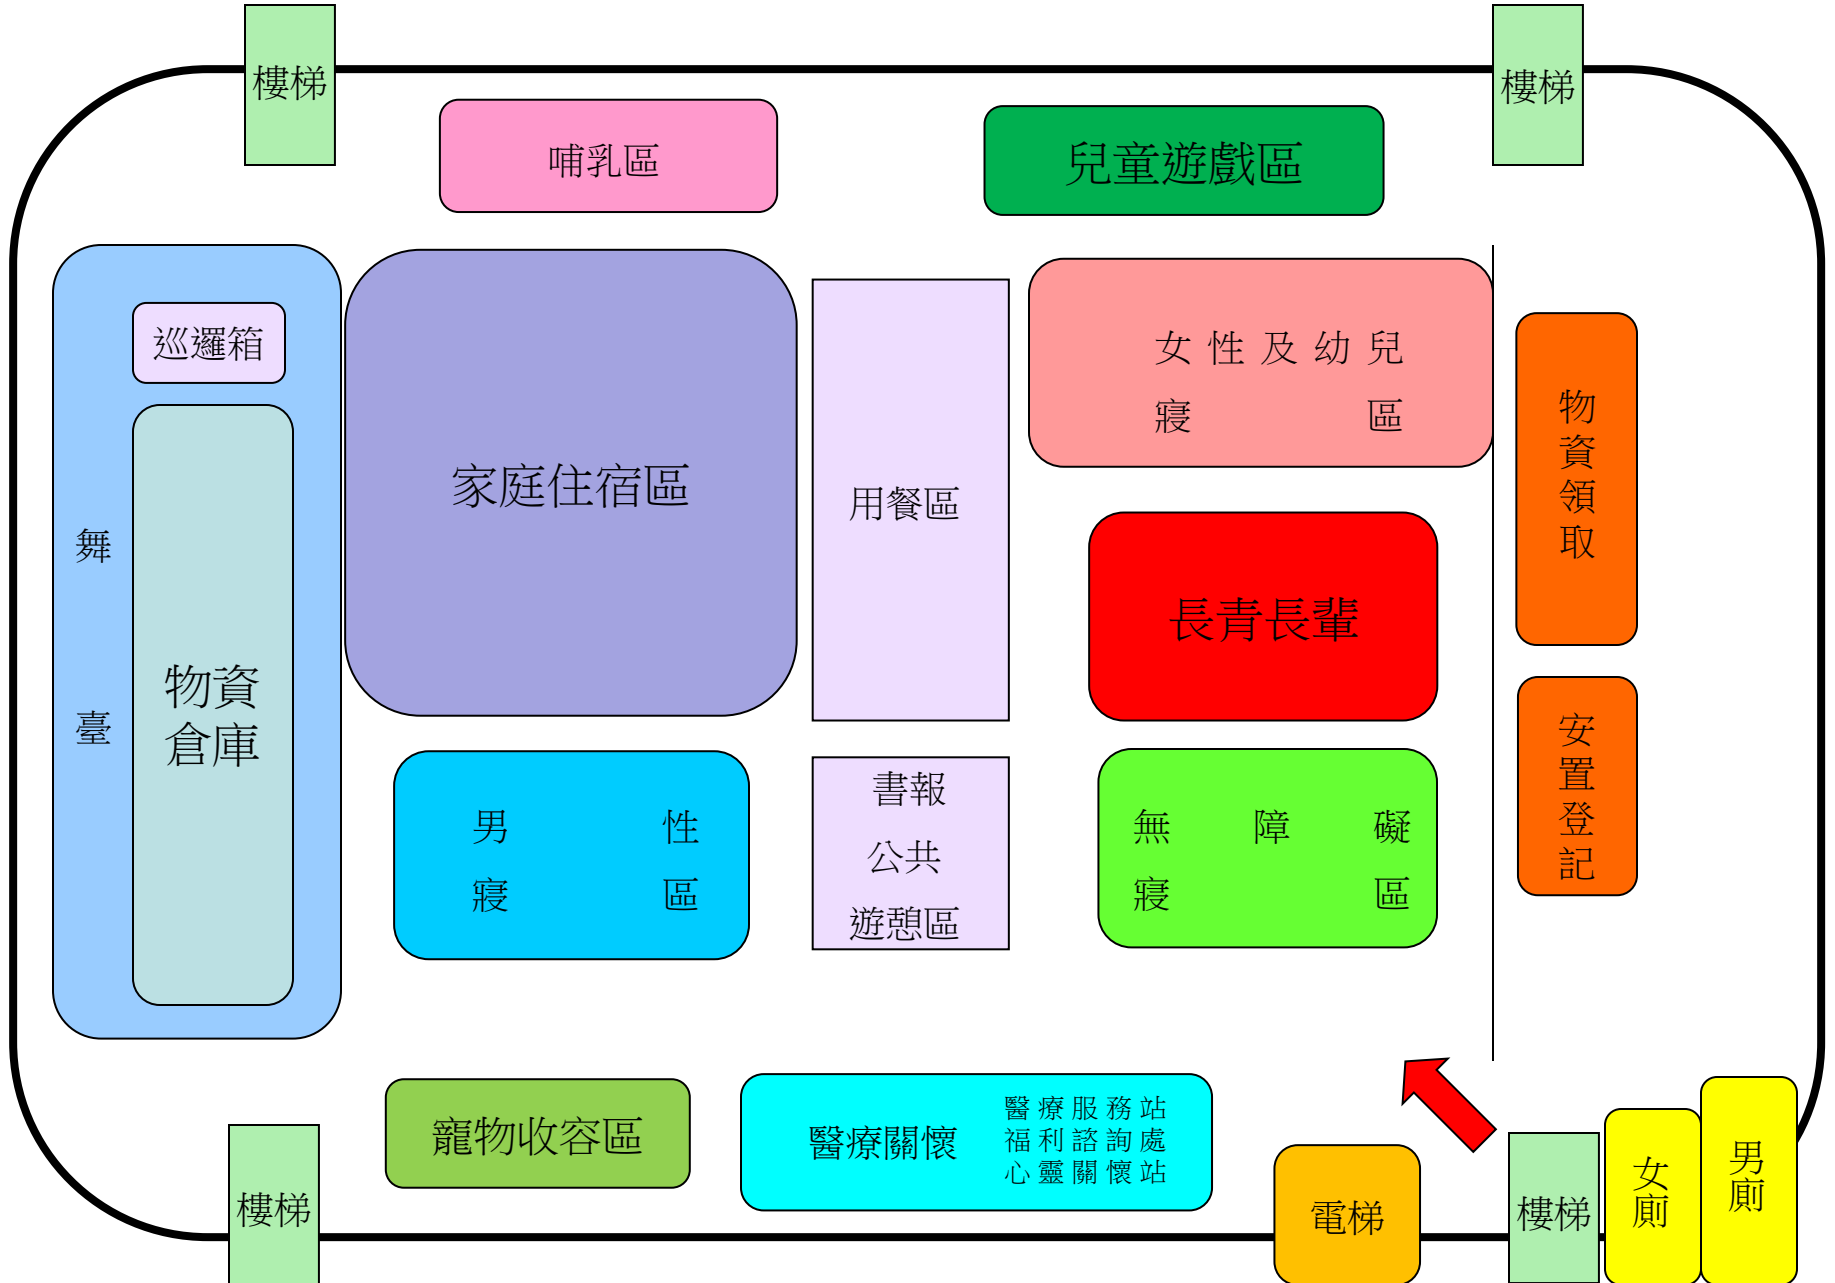 樓梯
樓梯
哺乳區
兒童遊戲區
巡邏箱
舞臺
物資
倉庫
家庭住宿區
用餐區
女性及幼兒
寢區
物資領取
長青長輩
安置登記
男性
寢區
書報
公共
遊憩區
無障礙
寢區
寵物收容區
醫療關懷
醫療服務站
福利諮詢處
心靈關懷站
樓梯
電梯
樓梯
女廁
男廁